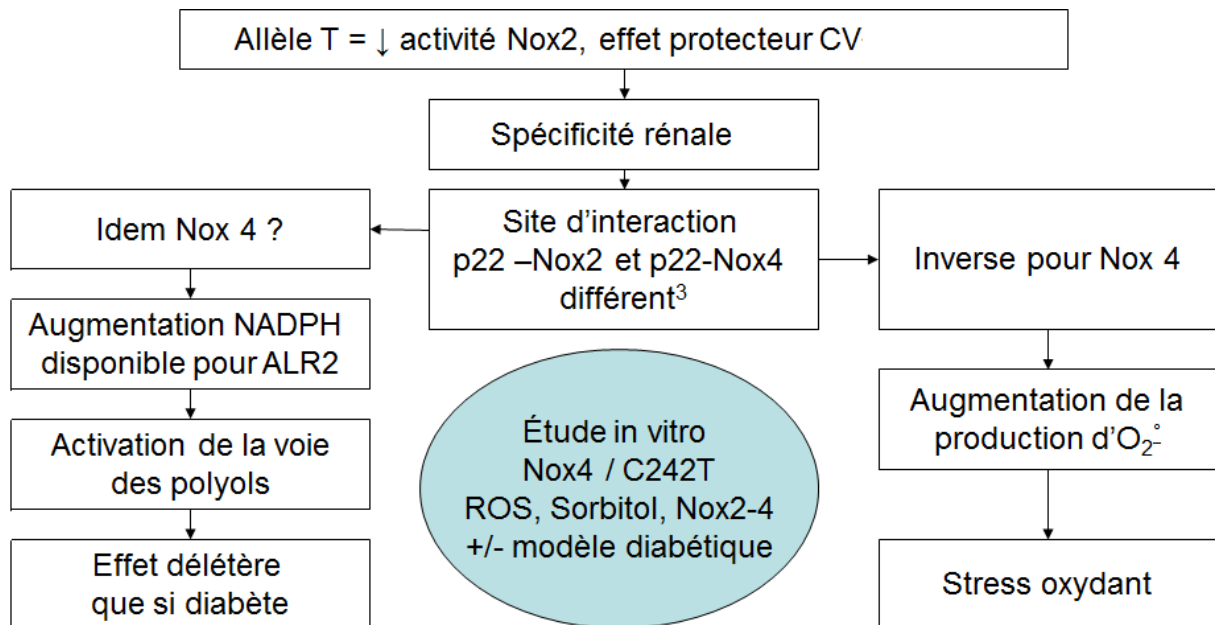 Allèle T = ↓ activité Nox2, effet protecteur CV
Spécificité rénale
Site d'interaction
p22 –Nox2 et p22-Nox4
différent³
Idem Nox 4 ?
Augmentation NADPH
disponible pour ALR2
Activation de la voie
des polyols
Effet délétère
que si diabète
Étude in vitro
Nox4 / C242T
ROS, Sorbitol, Nox2-4
+/- modèle diabétique
Inverse pour Nox 4
Augmentation de la
production d'O₂°-
Stress oxydant